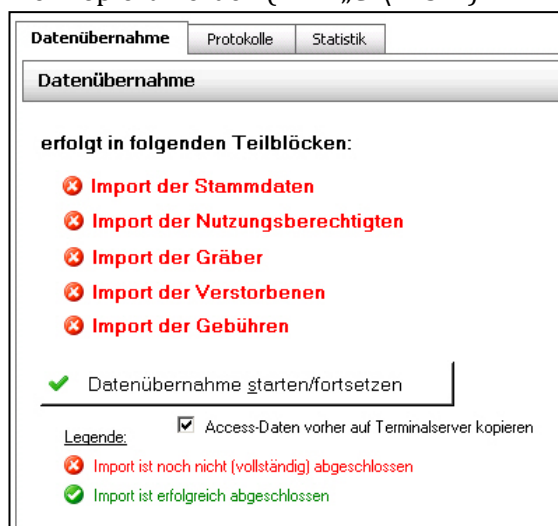 Datenübernahme Protokolle Statistik
Datenübernahme
erfolgt in folgenden Teilblöcken:
Import der Stammdaten
Import der Nutzungsberechtigten
Import der Gräber
Import der Verstorbenen
Import der Gebühren
Datenübernahme starten/fortsetzen
Access-Daten vorher auf Terminalserver kopieren
Legende:
Import ist noch nicht (vollständig) abgeschlossen
Import ist erfolgreich abgeschlossen